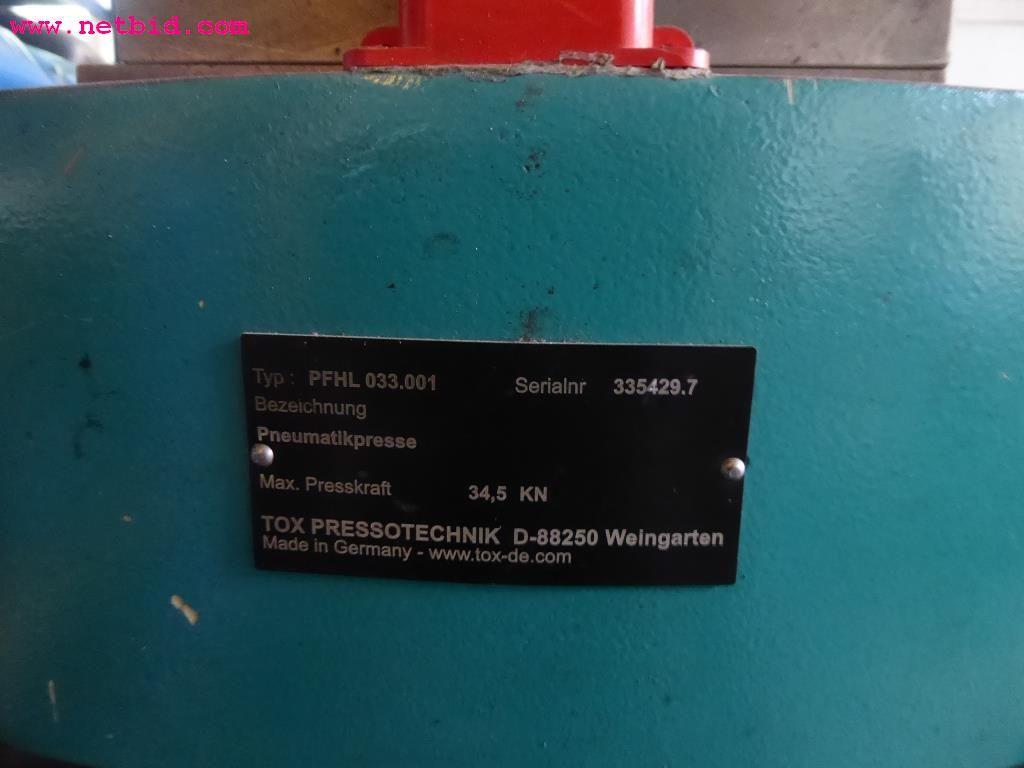 www.netbid.com
Typ: PFHL 033.001 Serialnr 335429.7
Bezeichnung
Pneumatikpresse
Max. Presskraft 34,5 KN
TOX PRESSOTECHNIK D-88250 Weingarten
Made in Germany - www.tox-de.com